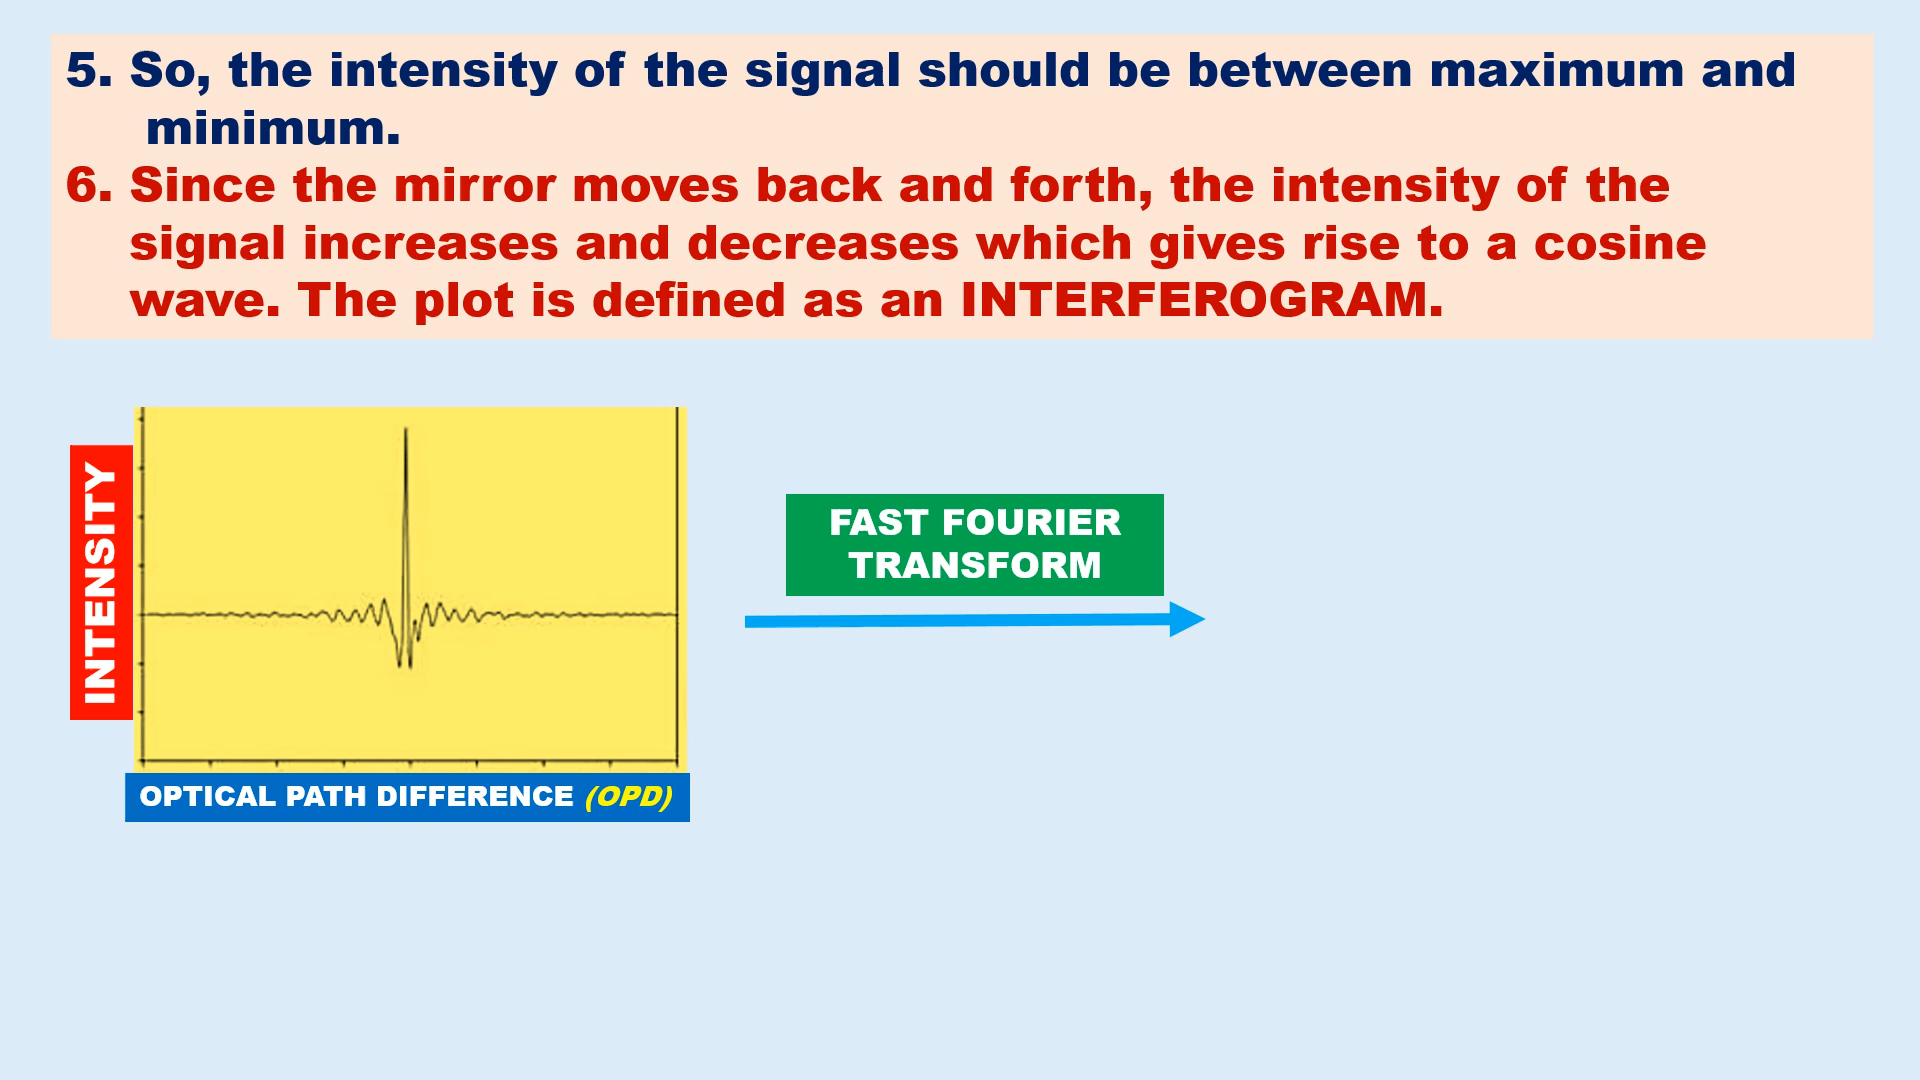 5. So, the intensity of the signal should be between maximum and
minimum.
6. Since the mirror moves back and forth, the intensity of the
signal increases and decreases which gives rise to a cosine
wave. The plot is defined as an INTERFEROGRAM.
INTENSITY
FAST FOURIER
TRANSFORM
OPTICAL PATH DIFFERENCE (OPD)